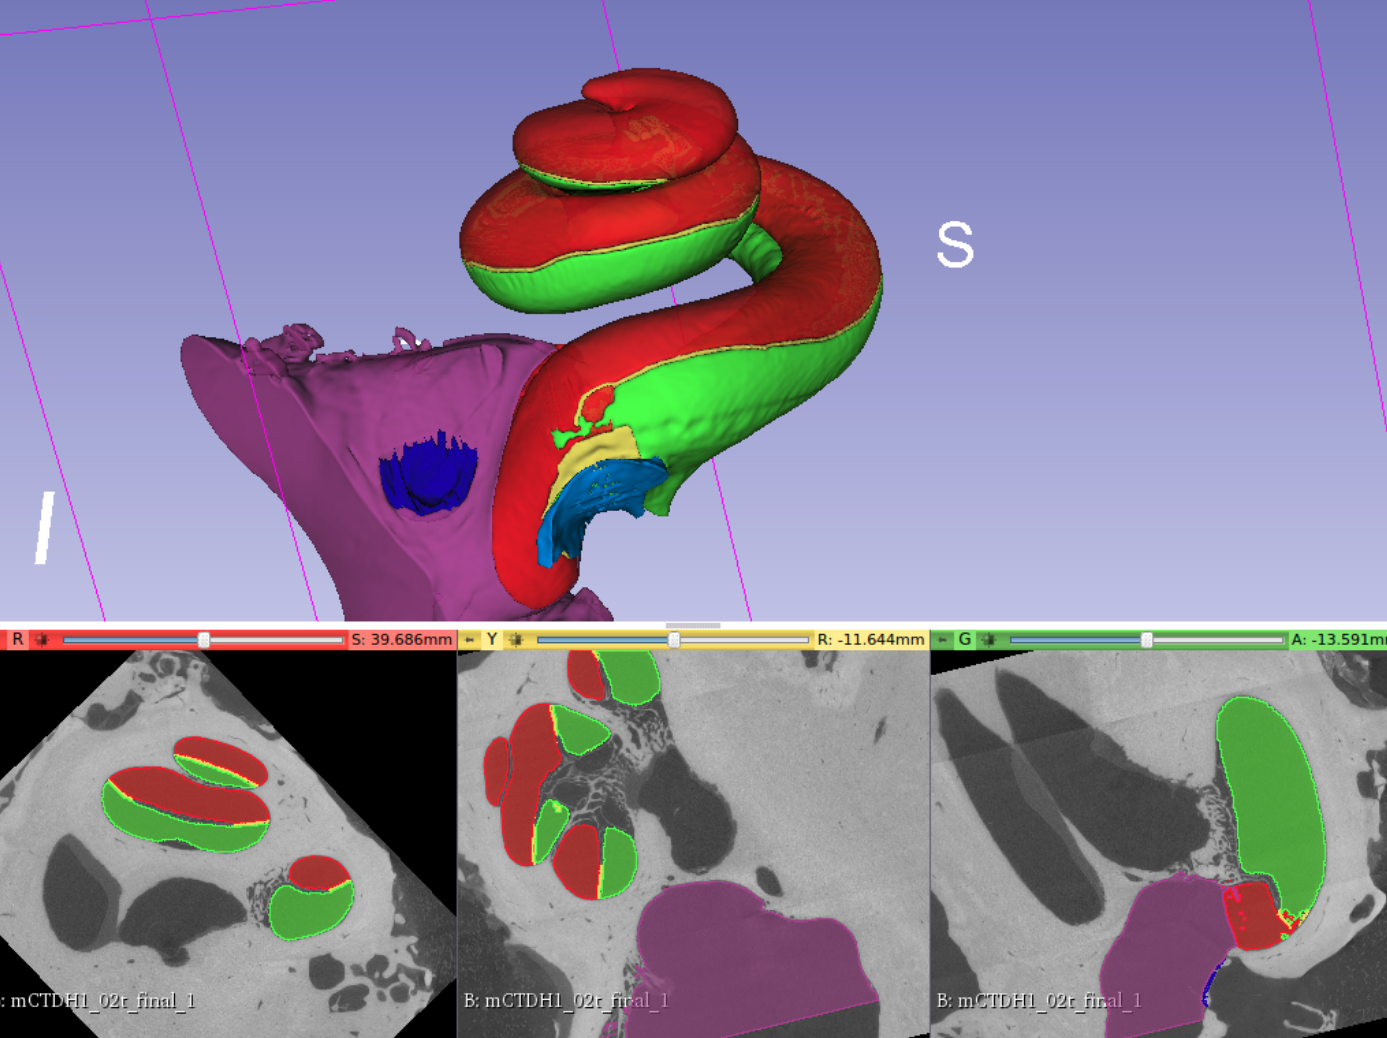 S
I
R S: 39.686mm
Y R: -11.644mm
G A: -13.591m
: mCTDH1_02t_final_1
B: mCTDH1_02t_final_1
B: mCTDH1_02t_final_1